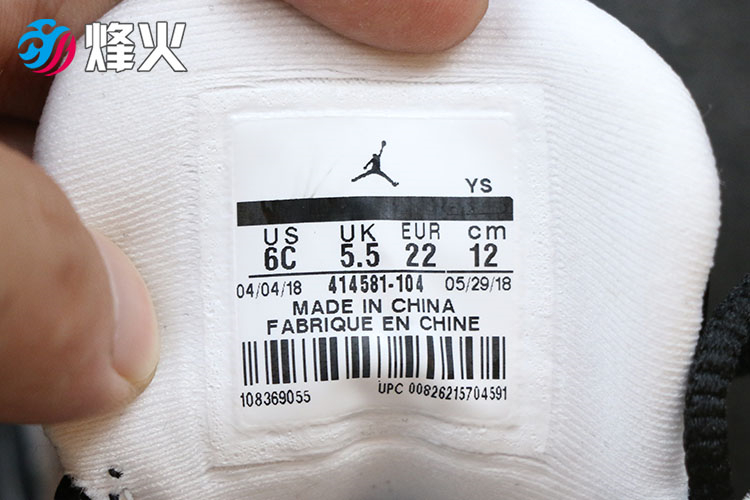 烽火
YS
US UK EUR cm
6C 5.5 22 12
04/04/18 414581-104 05/29/18
MADE IN CHINA
FABRIQUE EN CHINE
108369055 UPC 00826215704591